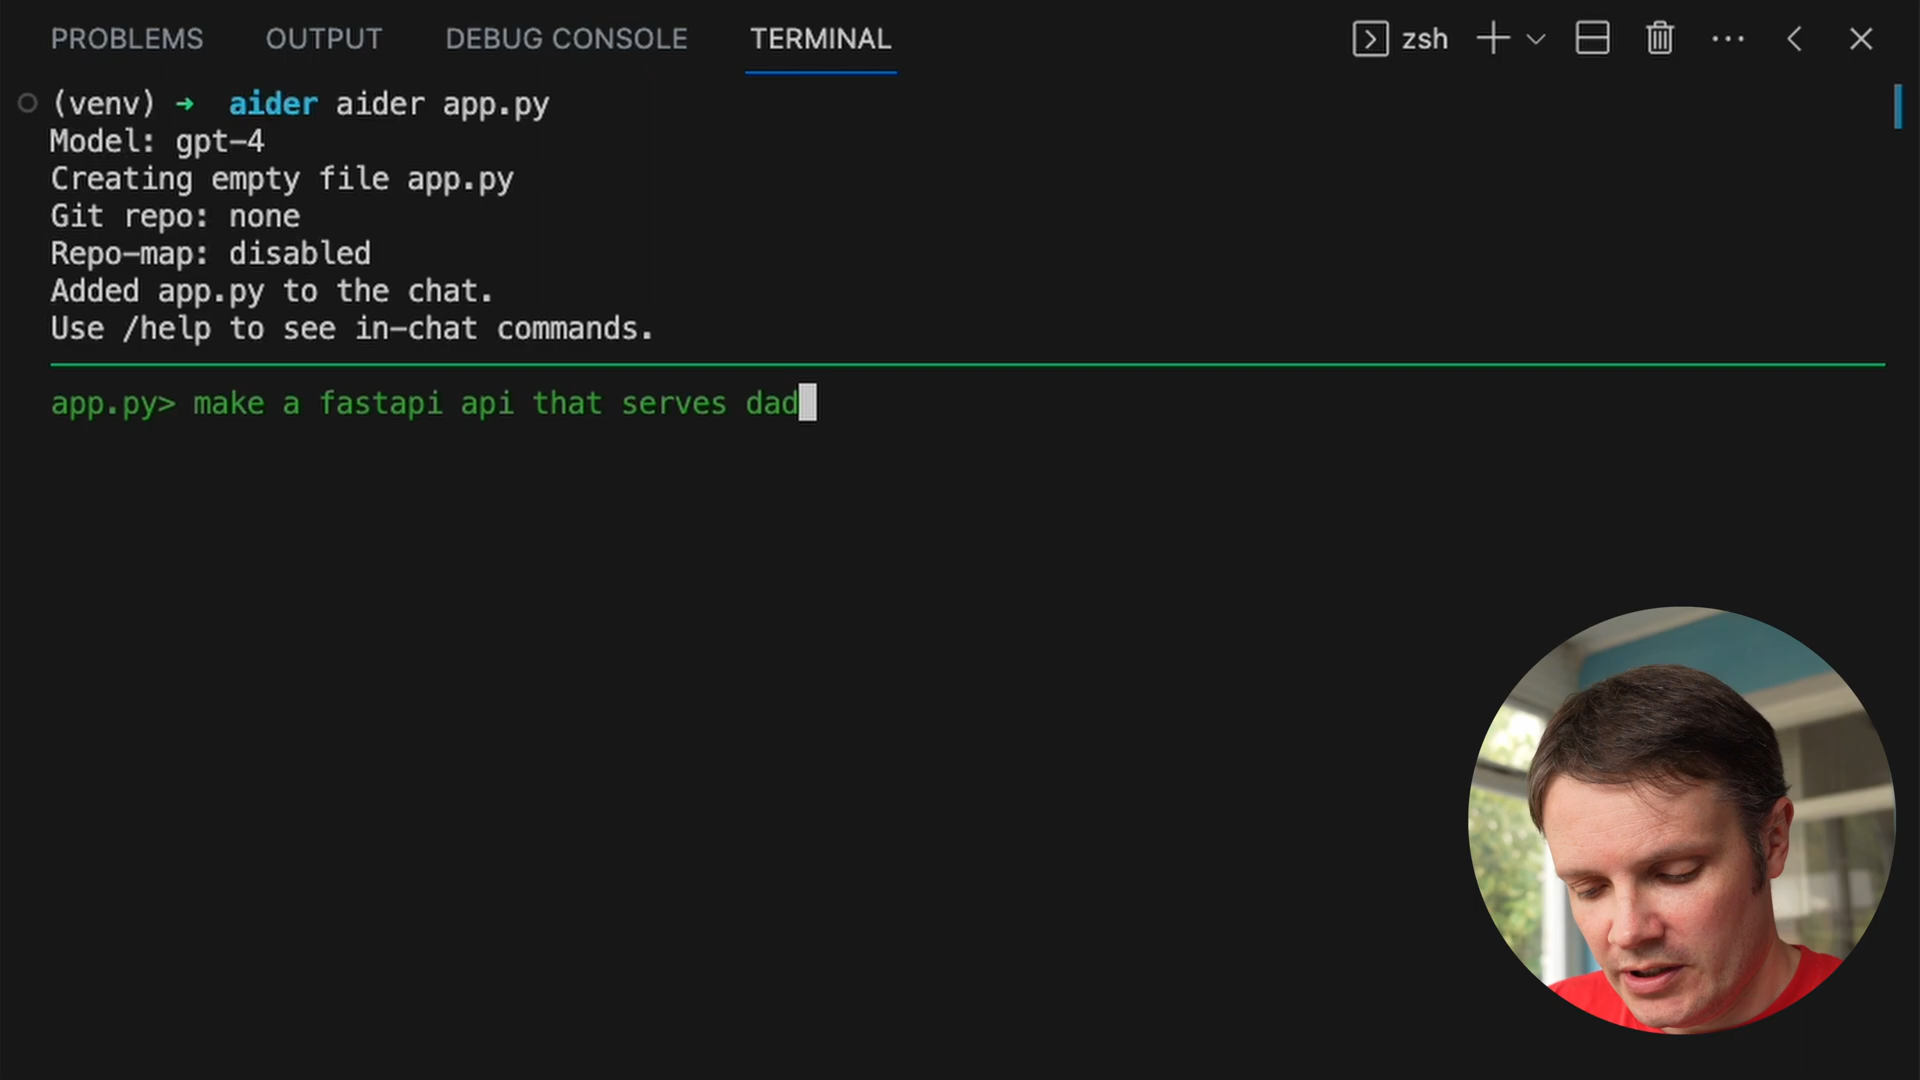 PROBLEMS OUTPUT DEBUG CONSOLE TERMINAL zsh
(venv) ➜ aider aider app.py
Model: gpt-4
Creating empty file app.py
Git repo: none
Repo-map: disabled
Added app.py to the chat.
Use /help to see in-chat commands.
app.py> make a fastapi api that serves dad